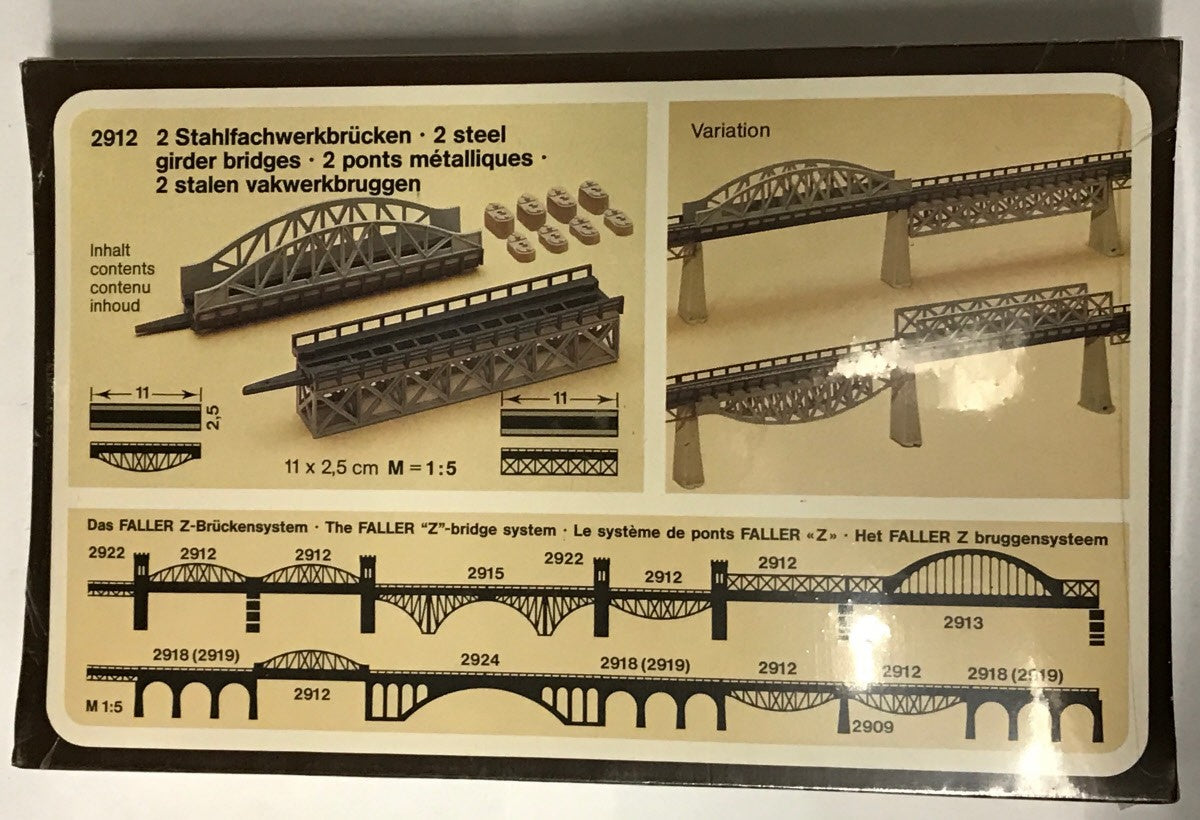 2912 2 Stahlfachwerkbrücken · 2 steel
girder bridges · 2 ponts métalliques ·
2 stalen vakwerkbruggen
Inhalt
contents
contenu
inhoud
11
2,5
11
11 x 2,5 cm M = 1:5
Variation
Das FALLER Z-Brückensystem · The FALLER “Z”-bridge system · Le système de ponts FALLER «Z» · Het FALLER Z bruggensysteem
2922 2912 2912 2915 2922 2912 2912
2913
2918 (2919) 2924 2918 (2919) 2912 2912 2918 (2919)
2912
M 1:5
2909